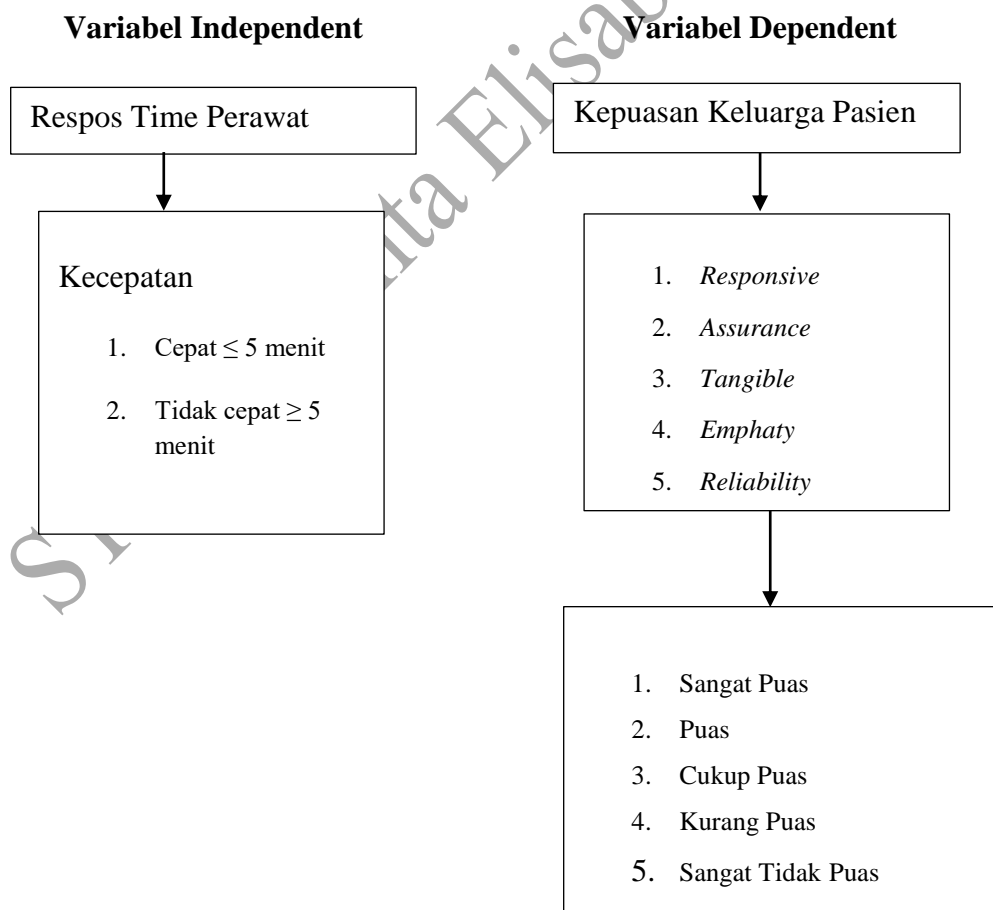 Variabel Independent
Variabel Dependent
Respos Time Perawat
Kepuasan Keluarga Pasien
Kecepatan
1. Cepat ≤ 5 menit
2. Tidak cepat ≥ 5
menit
1. Responsive
2. Assurance
3. Tangible
4. Emphaty
5. Reliability
1. Sangat Puas
2. Puas
3. Cukup Puas
4. Kurang Puas
5. Sangat Tidak Puas